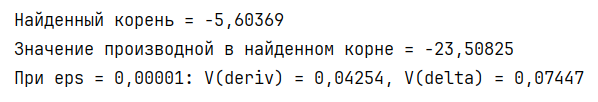 Найденный корень = -5,60369
Значение производной в найденном корне = -23,50825
При eps = 0,00001: V(deriv) = 0,04254, V(delta) = 0,07447